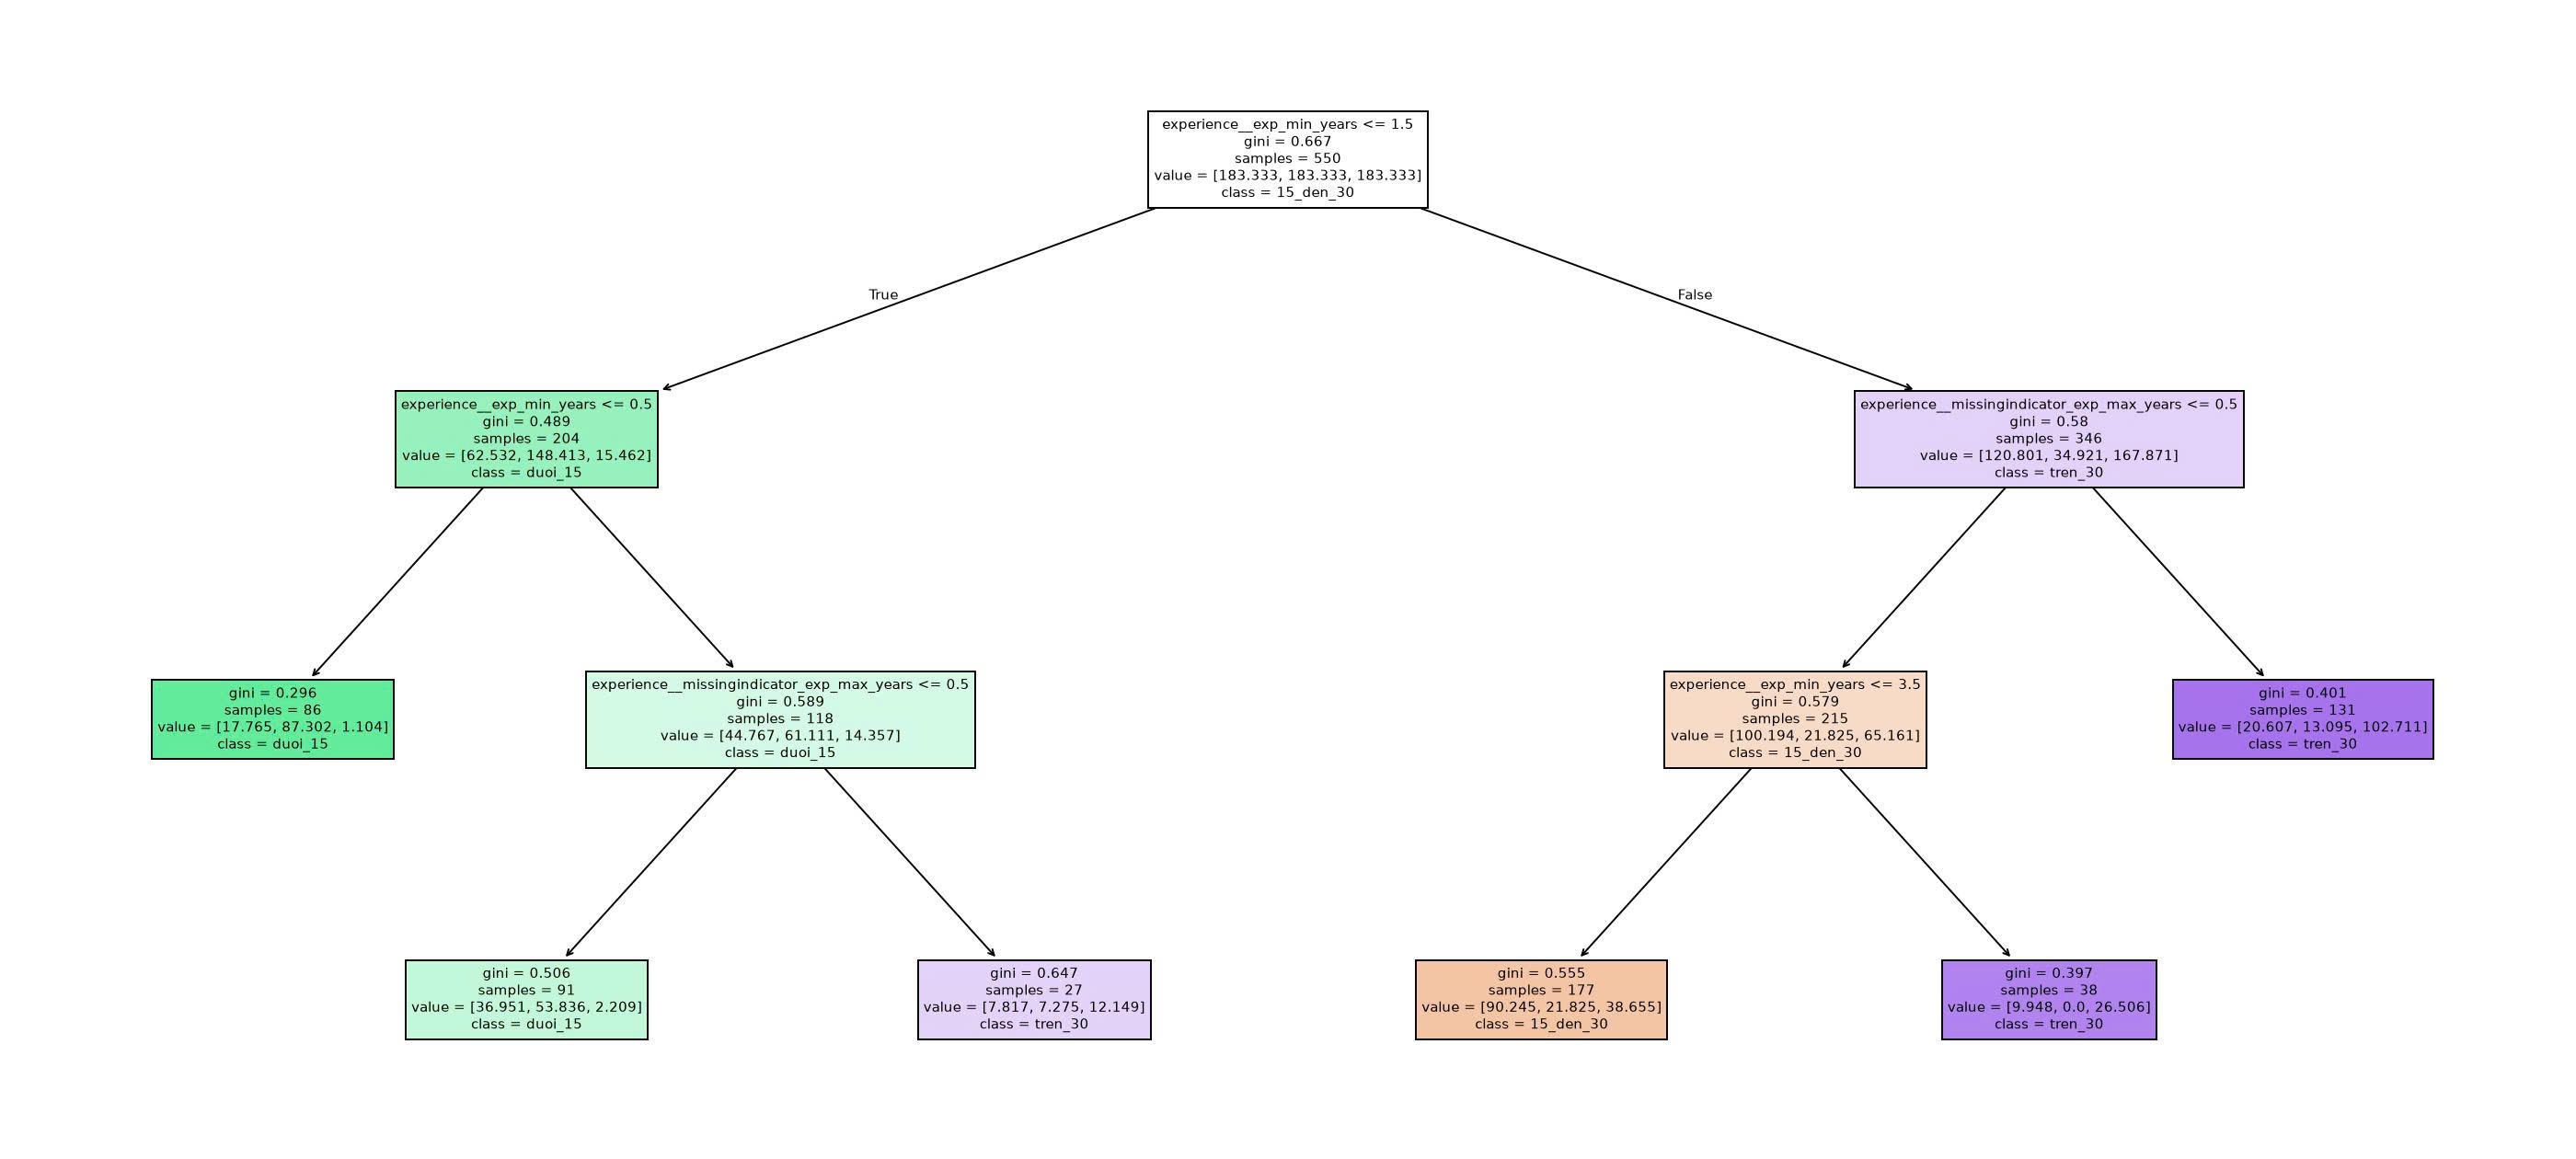 experience__exp_min_years <= 1.5
gini = 0.667
samples = 550
value = [183.333, 183.333, 183.333]
class = 15_den_30
True
False
experience__exp_min_years <= 0.5
gini = 0.489
samples = 204
value = [62.532, 148.413, 15.462]
class = duoi_15
experience__missingindicator_exp_max_years <= 0.5
gini = 0.58
samples = 346
value = [120.801, 34.921, 167.871]
class = tren_30
gini = 0.296
samples = 86
value = [17.765, 87.302, 1.104]
class = duoi_15
experience__missingindicator_exp_max_years <= 0.5
gini = 0.589
samples = 118
value = [44.767, 61.111, 14.357]
class = duoi_15
experience__exp_min_years <= 3.5
gini = 0.579
samples = 215
value = [100.194, 21.825, 65.161]
class = 15_den_30
gini = 0.401
samples = 131
value = [20.607, 13.095, 102.711]
class = tren_30
gini = 0.506
samples = 91
value = [36.951, 53.836, 2.209]
class = duoi_15
gini = 0.647
samples = 27
value = [7.817, 7.275, 12.149]
class = tren_30
gini = 0.555
samples = 177
value = [90.245, 21.825, 38.655]
class = 15_den_30
gini = 0.397
samples = 38
value = [9.948, 0.0, 26.506]
class = tren_30